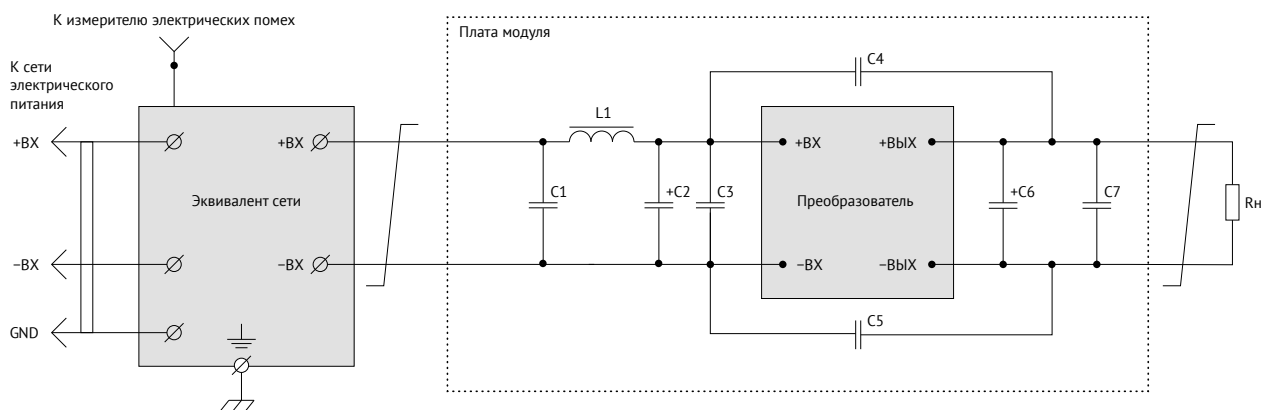 К измерителю электрических помех
Плата модуля
К сети
электрического
питания
C4
L1
+ВХ
+ВХ
+ВХ
+ВЫХ
Эквивалент сети
C1
+C2
C3
Преобразователь
+C6
C7
Rн
−ВХ
−ВХ
−ВХ
−ВЫХ
GND
C5